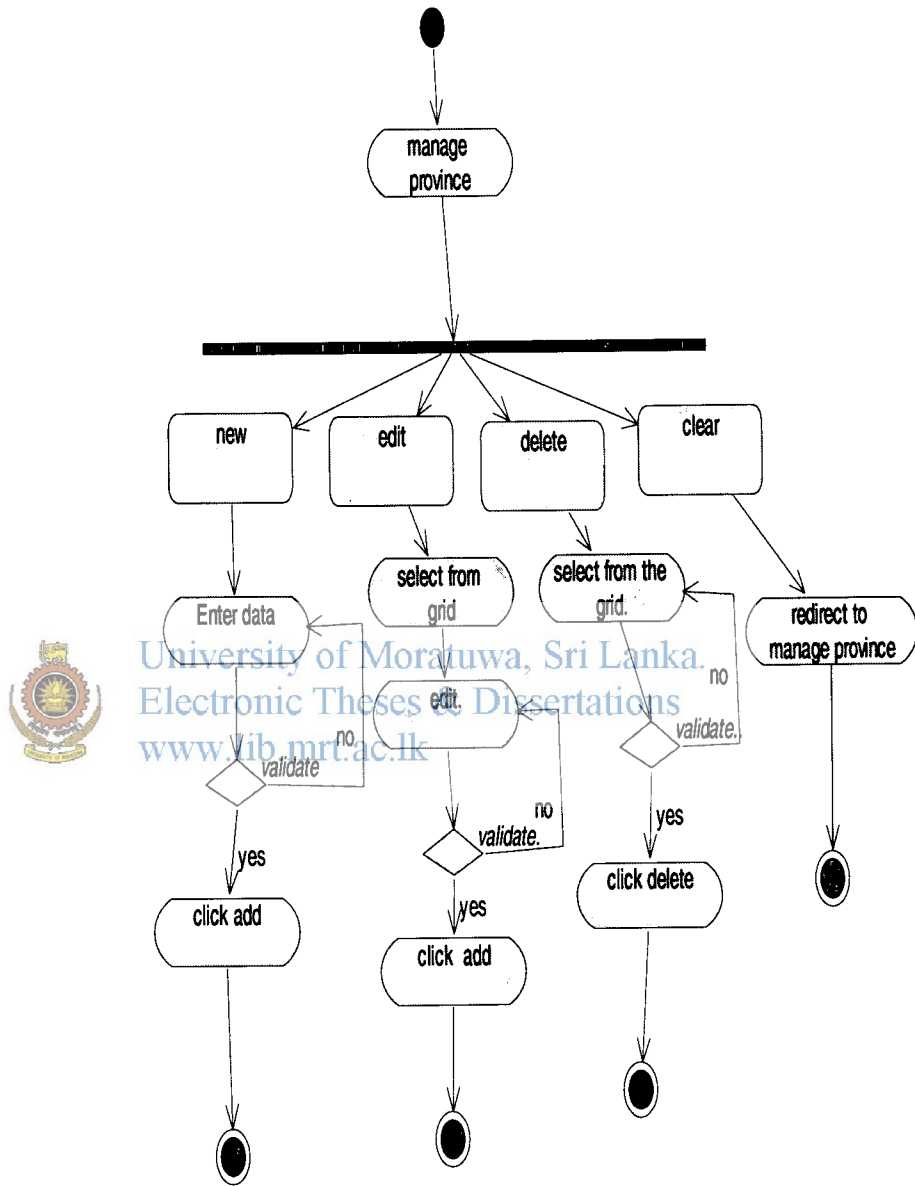 manage
province
new
edit
delete
clear
Enter data
select from
grid
select from the
grid.
redirect to
manage province
University of Moratuwa, Sri Lanka.
Electronic Theses & Dissertations
www.lib.mrt.ac.lk
edit.
no
validate
no
validate.
no
validate.
yes
yes
yes
click add
click add
click delete